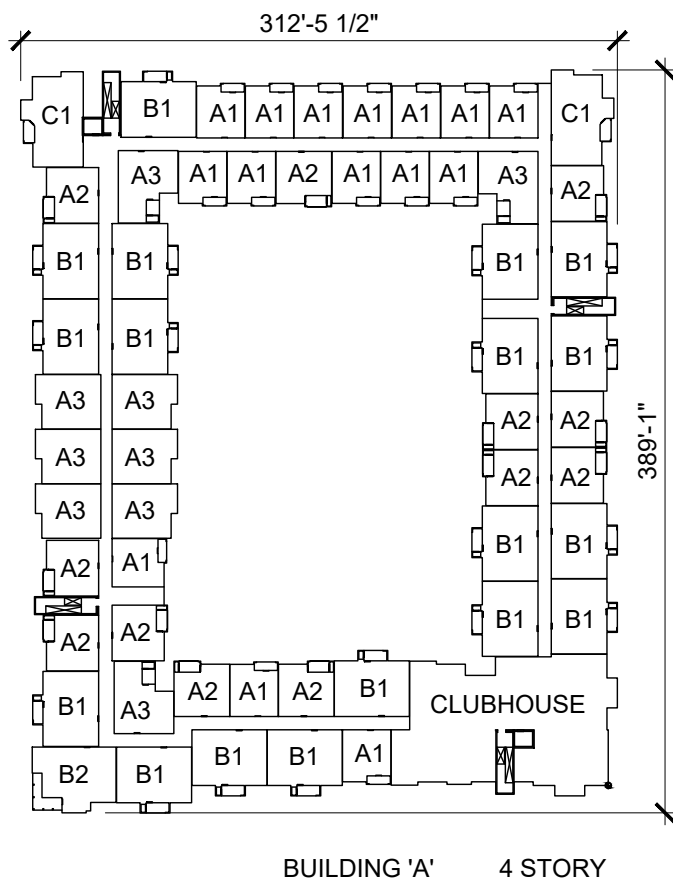 312'-5 1/2"
C1 B1 A1 A1 A1 A1 A1 A1 A1 C1
A3 A1 A1 A2 A1 A1 A1 A3
A2 A2
B1 B1 B1 B1
B1 B1 B1 B1
A3 A3 A2 A2
389'-1"
A3 A3 A2 A2
A3 A3 B1 B1
A2 A1
A2 A2 B1 B1
A2 A1 A2 B1
B1 A3 CLUBHOUSE
B2 B1 B1 B1 A1
BUILDING 'A' 4 STORY